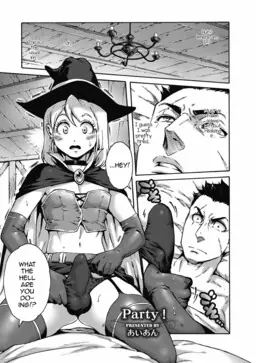 I guess
I was
pretty
tired.
...HEY!
WHAT
THE
HELL
ARE
YOU
DO-
ING!?
Party!
PRESENTED BY
あいあん